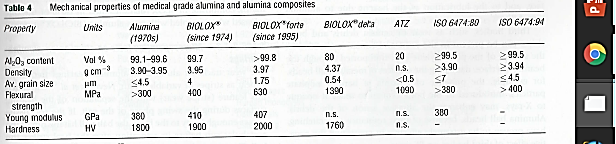 Table 4 Mechanical properties of medical grade alumina and alumina composites
Property Units Alumina (1970s) BIOLOX® (since 1974) BIOLOX®forte (since 1995) BIOLOX®delta ATZ ISO 6474:80 ISO 6474:94
Al₂O₃ content Vol % 99.1–99.6 99.7 >99.8 80 20 ≥99.5 ≥99.5
Density g cm⁻³ 3.90–3.95 3.95 3.97 4.37 n.s. ≥3.90 ≥3.94
Av. grain size μm ≤4.5 4 1.75 0.54 <0.5 ≤7 ≤4.5
Flexural strength MPa >300 400 630 1390 1090 >380 >400
Young modulus GPa 380 410 407 n.s. n.s. 380 –
Hardness HV 1800 1900 2000 1760 n.s. – –